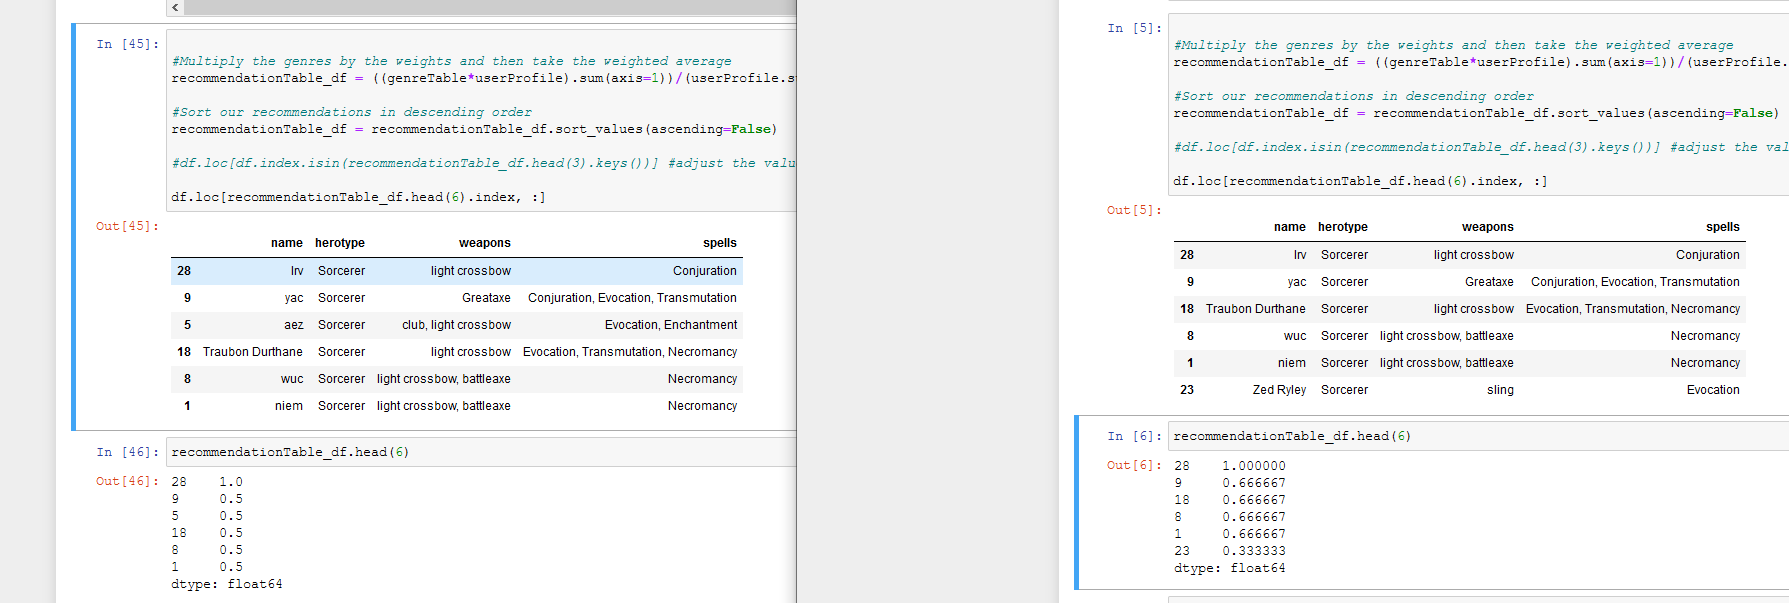 In [45]:
#Multiply the genres by the weights and then take the weighted average
recommendationTable_df = ((genreTable*userProfile).sum(axis=1))/(userProfile.s
#Sort our recommendations in descending order
recommendationTable_df = recommendationTable_df.sort_values(ascending=False)
#df.loc[df.index.isin(recommendationTable_df.head(3).keys())] #adjust the valu
df.loc[recommendationTable_df.head(6).index, :]
Out[45]:
name herotype weapons spells
28 lrv Sorcerer light crossbow Conjuration
9 yac Sorcerer Greataxe Conjuration, Evocation, Transmutation
5 aez Sorcerer club, light crossbow Evocation, Enchantment
18 Traubon Durthane Sorcerer light crossbow Evocation, Transmutation, Necromancy
8 wuc Sorcerer light crossbow, battleaxe Necromancy
1 niem Sorcerer light crossbow, battleaxe Necromancy
In [46]: recommendationTable_df.head(6)
Out[46]: 28 1.0
9 0.5
5 0.5
18 0.5
8 0.5
1 0.5
dtype: float64
In [5]:
#Multiply the genres by the weights and then take the weighted average
recommendationTable_df = ((genreTable*userProfile).sum(axis=1))/(userProfile.
#Sort our recommendations in descending order
recommendationTable_df = recommendationTable_df.sort_values(ascending=False)
#df.loc[df.index.isin(recommendationTable_df.head(3).keys())] #adjust the val
df.loc[recommendationTable_df.head(6).index, :]
Out[5]:
name herotype weapons spells
28 lrv Sorcerer light crossbow Conjuration
9 yac Sorcerer Greataxe Conjuration, Evocation, Transmutation
18 Traubon Durthane Sorcerer light crossbow Evocation, Transmutation, Necromancy
8 wuc Sorcerer light crossbow, battleaxe Necromancy
1 niem Sorcerer light crossbow, battleaxe Necromancy
23 Zed Ryley Sorcerer sling Evocation
In [6]: recommendationTable_df.head(6)
Out[6]: 28 1.000000
9 0.666667
18 0.666667
8 0.666667
1 0.666667
23 0.333333
dtype: float64